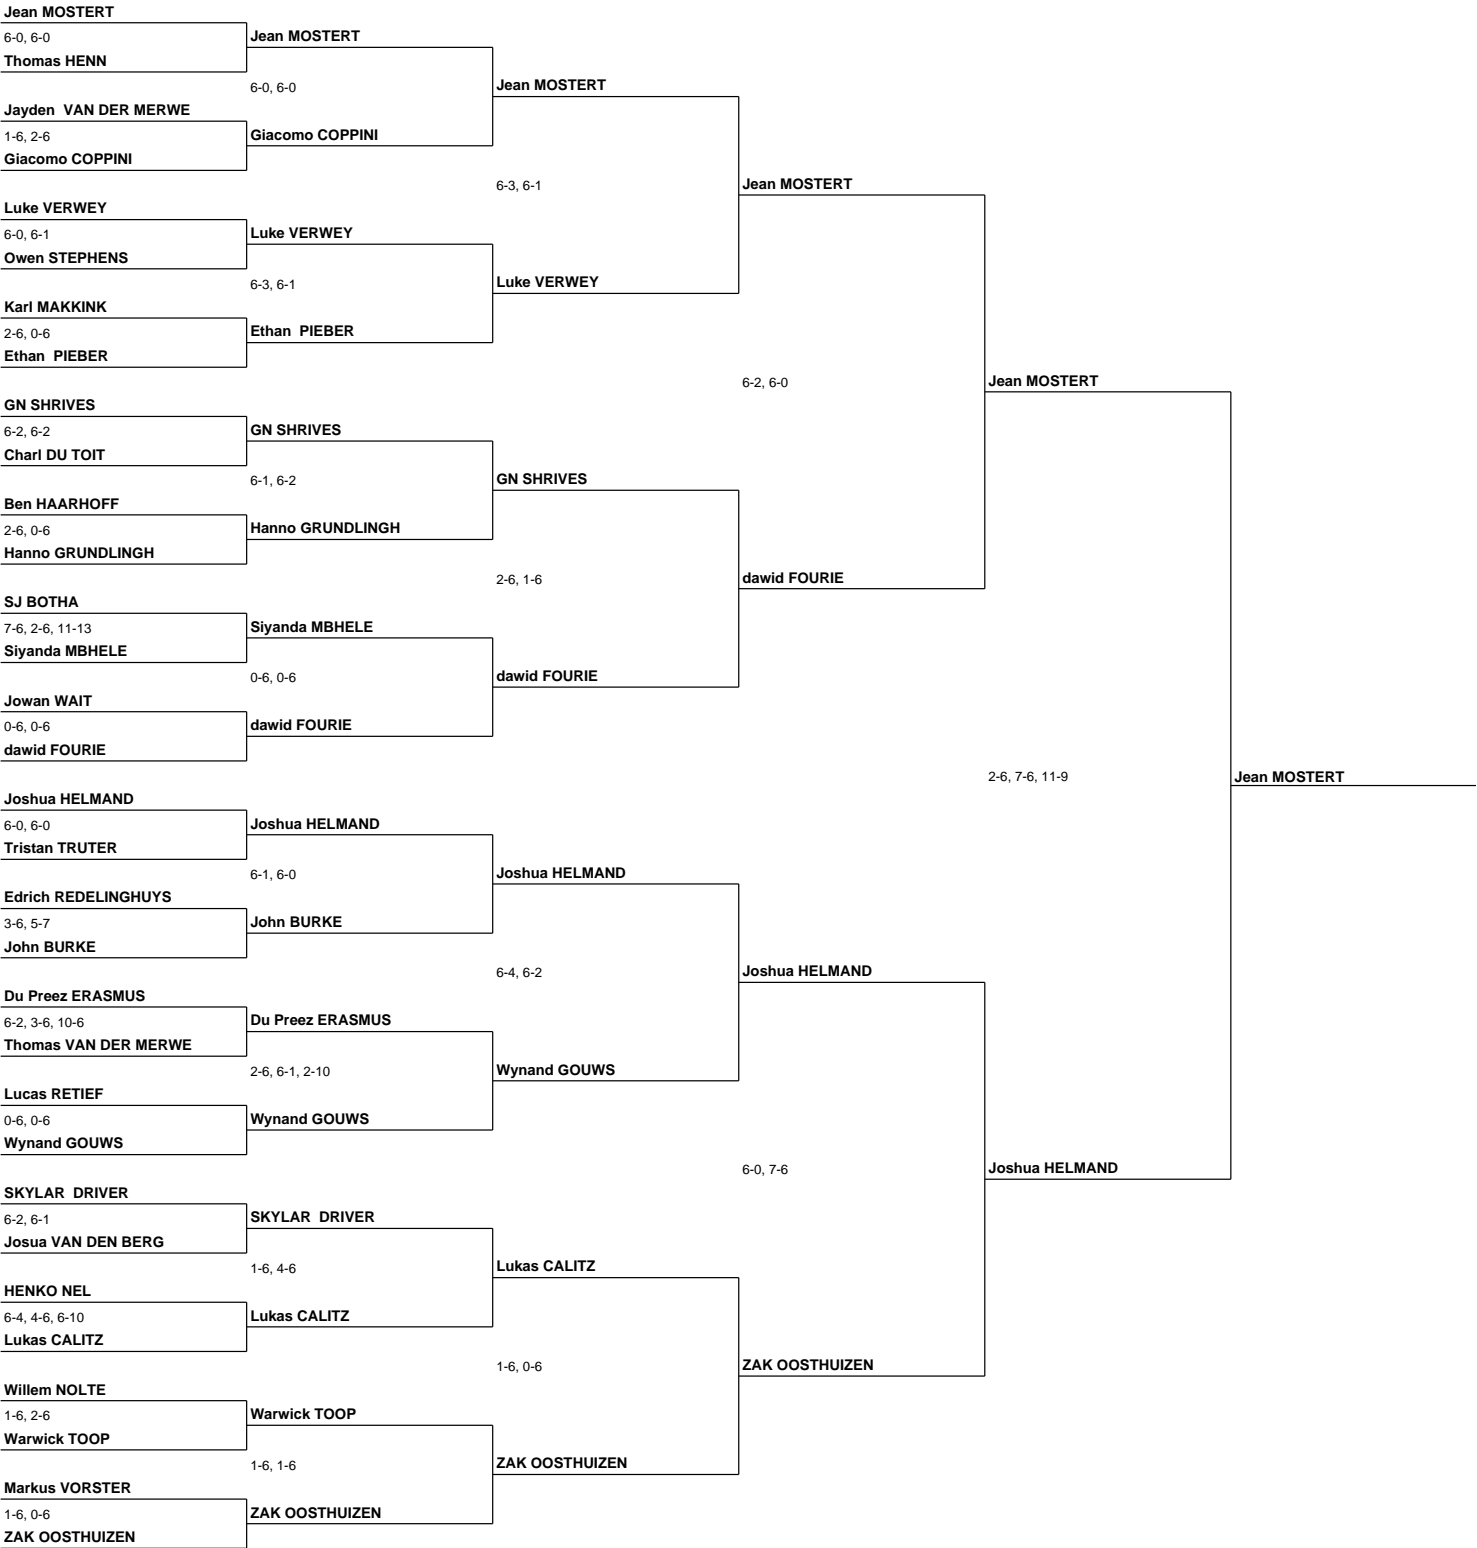 Jean MOSTERT
6-0, 6-0
Thomas HENN
Jayden  VAN DER MERWE
1-6, 2-6
Giacomo COPPINI
Luke VERWEY
6-0, 6-1
Owen STEPHENS
Karl MAKKINK
2-6, 0-6
Ethan  PIEBER
GN SHRIVES
6-2, 6-2
Charl DU TOIT
Ben HAARHOFF
2-6, 0-6
Hanno GRUNDLINGH
SJ BOTHA
7-6, 2-6, 11-13
Siyanda MBHELE
Jowan WAIT
0-6, 0-6
dawid FOURIE
Joshua HELMAND
6-0, 6-0
Tristan TRUTER
Edrich REDELINGHUYS
3-6, 5-7
John BURKE
Du Preez ERASMUS
6-2, 3-6, 10-6
Thomas VAN DER MERWE
Lucas RETIEF
0-6, 0-6
Wynand GOUWS
SKYLAR  DRIVER
6-2, 6-1
Josua VAN DEN BERG
HENKO NEL
6-4, 4-6, 6-10
Lukas CALITZ
Willem NOLTE
1-6, 2-6
Warwick TOOP
Markus VORSTER
1-6, 0-6
ZAK OOSTHUIZEN
Jean MOSTERT
6-0, 6-0
Giacomo COPPINI
Luke VERWEY
6-3, 6-1
Ethan  PIEBER
GN SHRIVES
6-1, 6-2
Hanno GRUNDLINGH
Siyanda MBHELE
0-6, 0-6
dawid FOURIE
Joshua HELMAND
6-1, 6-0
John BURKE
Du Preez ERASMUS
2-6, 6-1, 2-10
Wynand GOUWS
SKYLAR  DRIVER
1-6, 4-6
Lukas CALITZ
Warwick TOOP
1-6, 1-6
ZAK OOSTHUIZEN
Jean MOSTERT
6-3, 6-1
Luke VERWEY
GN SHRIVES
2-6, 1-6
dawid FOURIE
Joshua HELMAND
6-4, 6-2
Wynand GOUWS
Lukas CALITZ
1-6, 0-6
ZAK OOSTHUIZEN
Jean MOSTERT
6-2, 6-0
dawid FOURIE
Joshua HELMAND
6-0, 7-6
ZAK OOSTHUIZEN
Jean MOSTERT
2-6, 7-6, 11-9
Joshua HELMAND
Jean MOSTERT